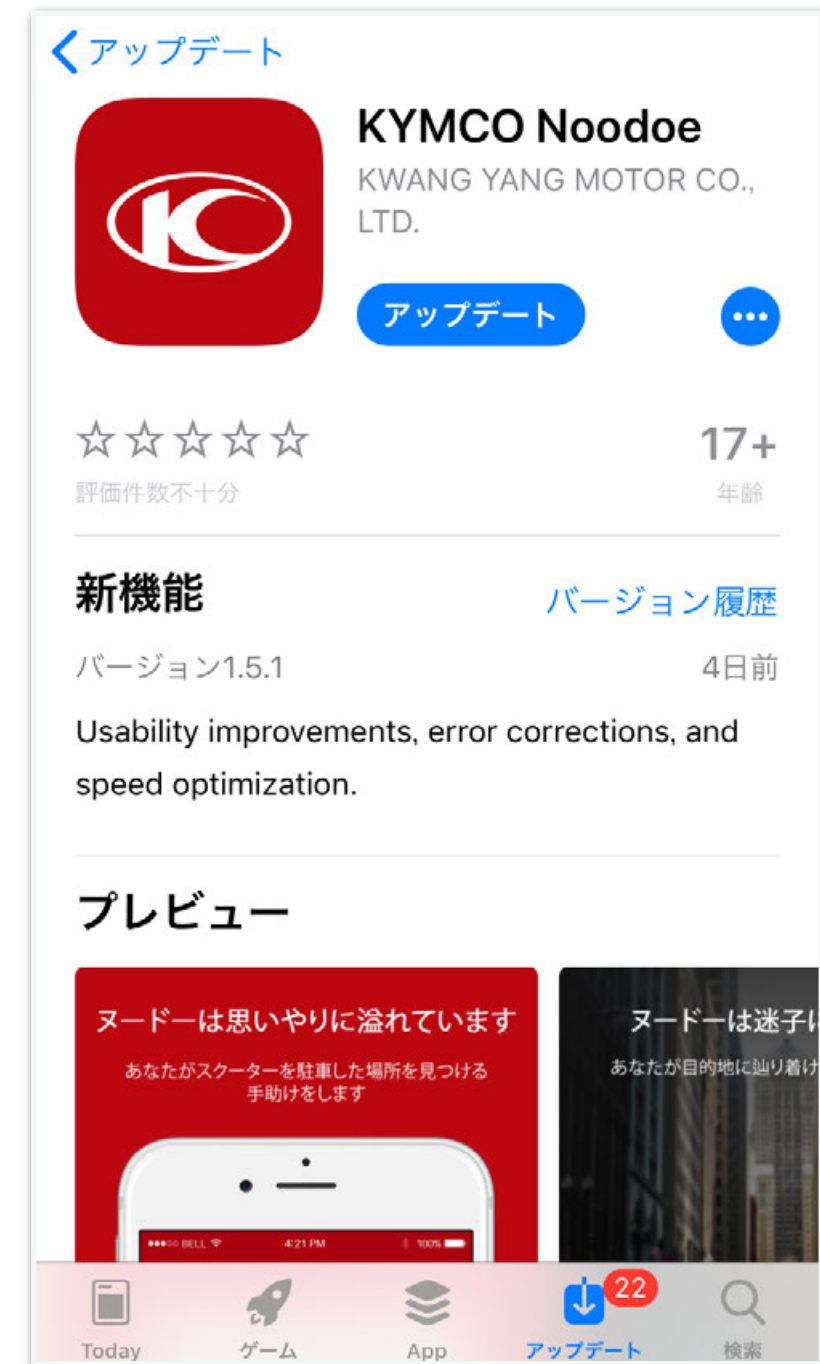 アップデート
KYMCO Noodoe
KWANG YANG MOTOR CO.,
LTD.
アップデート
17+
評価件数不十分
年齢
新機能
バージョン履歴
バージョン1.5.1
4日前
Usability improvements, error corrections, and
speed optimization.
プレビュー
ヌードーは思いやりに溢れています
あなたがスクーターを駐車した場所を見つける
手助けをします
ヌードーは迷子に
あなたが目的地に辿り着け
BELL
4:21 PM
100%
22
Today
ゲーム
App
アップデート
検索